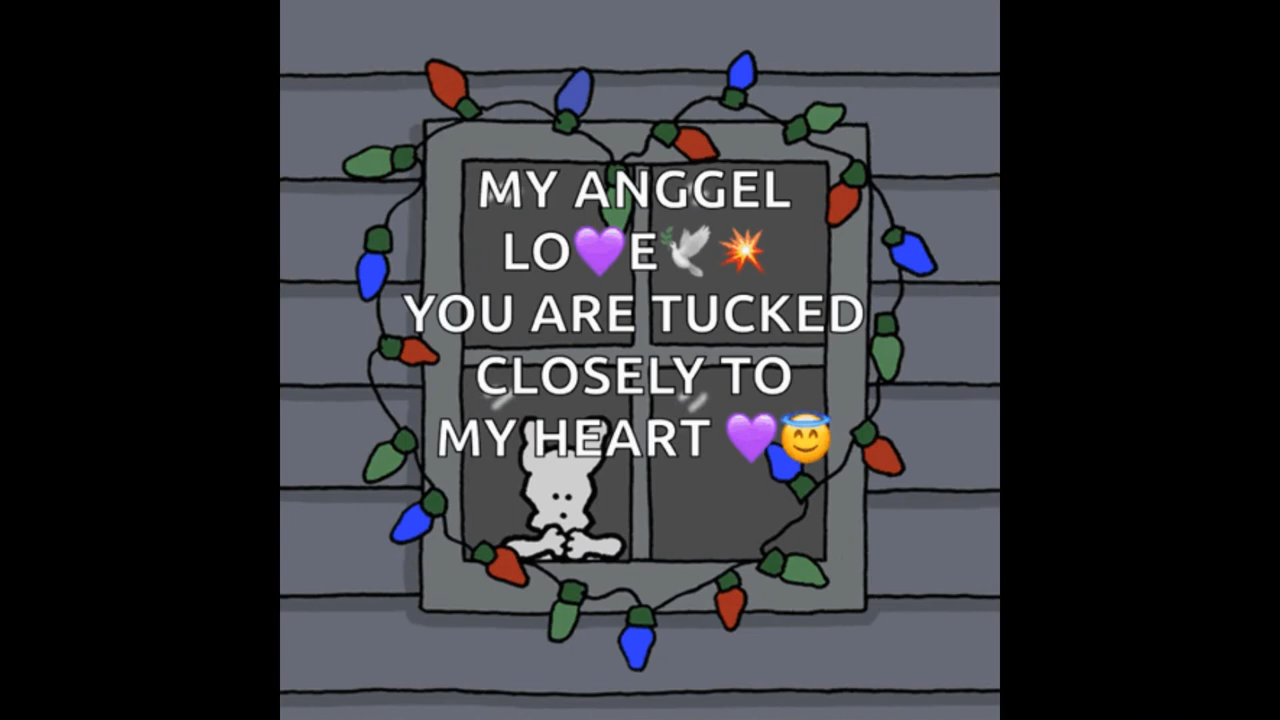 MY ANGGEL
LO💜E🕊️💥
YOU ARE TUCKED
CLOSELY TO
MY HEART 💜😇